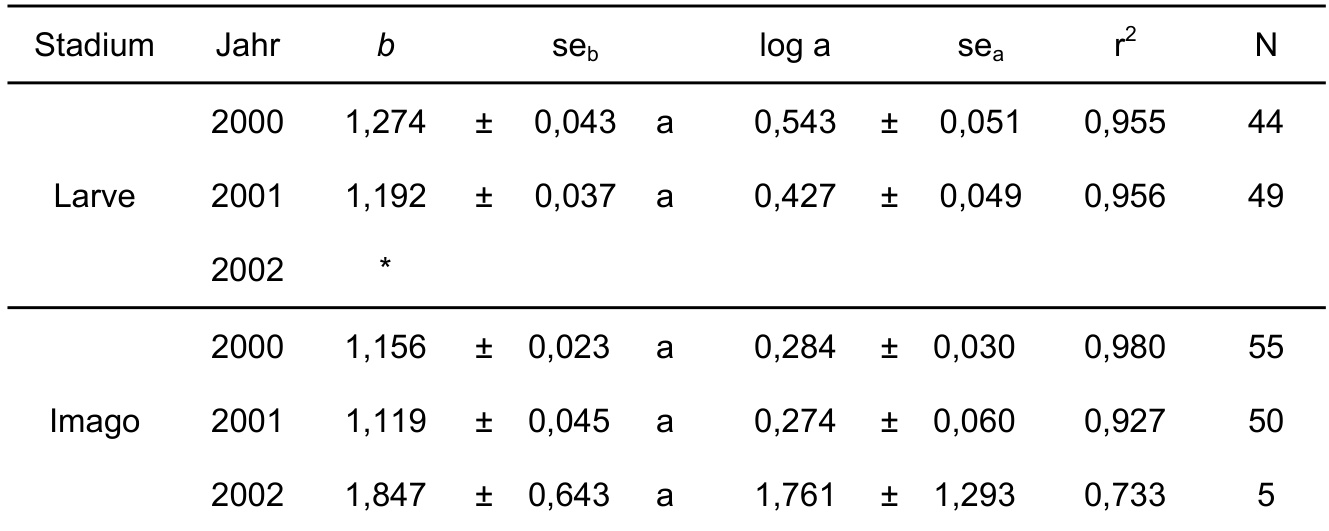 Stadium Jahr b se_b log a se_a r² N
2000 1,274 ± 0,043 a 0,543 ± 0,051 0,955 44
Larve 2001 1,192 ± 0,037 a 0,427 ± 0,049 0,956 49
2002 *
2000 1,156 ± 0,023 a 0,284 ± 0,030 0,980 55
Imago 2001 1,119 ± 0,045 a 0,274 ± 0,060 0,927 50
2002 1,847 ± 0,643 a 1,761 ± 1,293 0,733 5